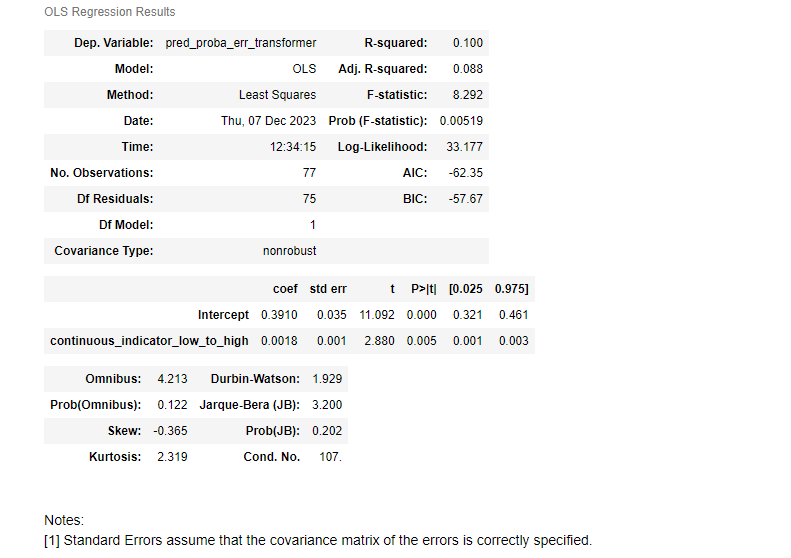 OLS Regression Results
Dep. Variable: pred_proba_err_transformer R-squared: 0.100
Model: OLS Adj. R-squared: 0.088
Method: Least Squares F-statistic: 8.292
Date: Thu, 07 Dec 2023 Prob (F-statistic): 0.00519
Time: 12:34:15 Log-Likelihood: 33.177
No. Observations: 77 AIC: -62.35
Df Residuals: 75 BIC: -57.67
Df Model: 1
Covariance Type: nonrobust
coef std err t P>|t| [0.025 0.975]
Intercept 0.3910 0.035 11.092 0.000 0.321 0.461
continuous_indicator_low_to_high 0.0018 0.001 2.880 0.005 0.001 0.003
Omnibus: 4.213 Durbin-Watson: 1.929
Prob(Omnibus): 0.122 Jarque-Bera (JB): 3.200
Skew: -0.365 Prob(JB): 0.202
Kurtosis: 2.319 Cond. No. 107.
Notes:
[1] Standard Errors assume that the covariance matrix of the errors is correctly specified.